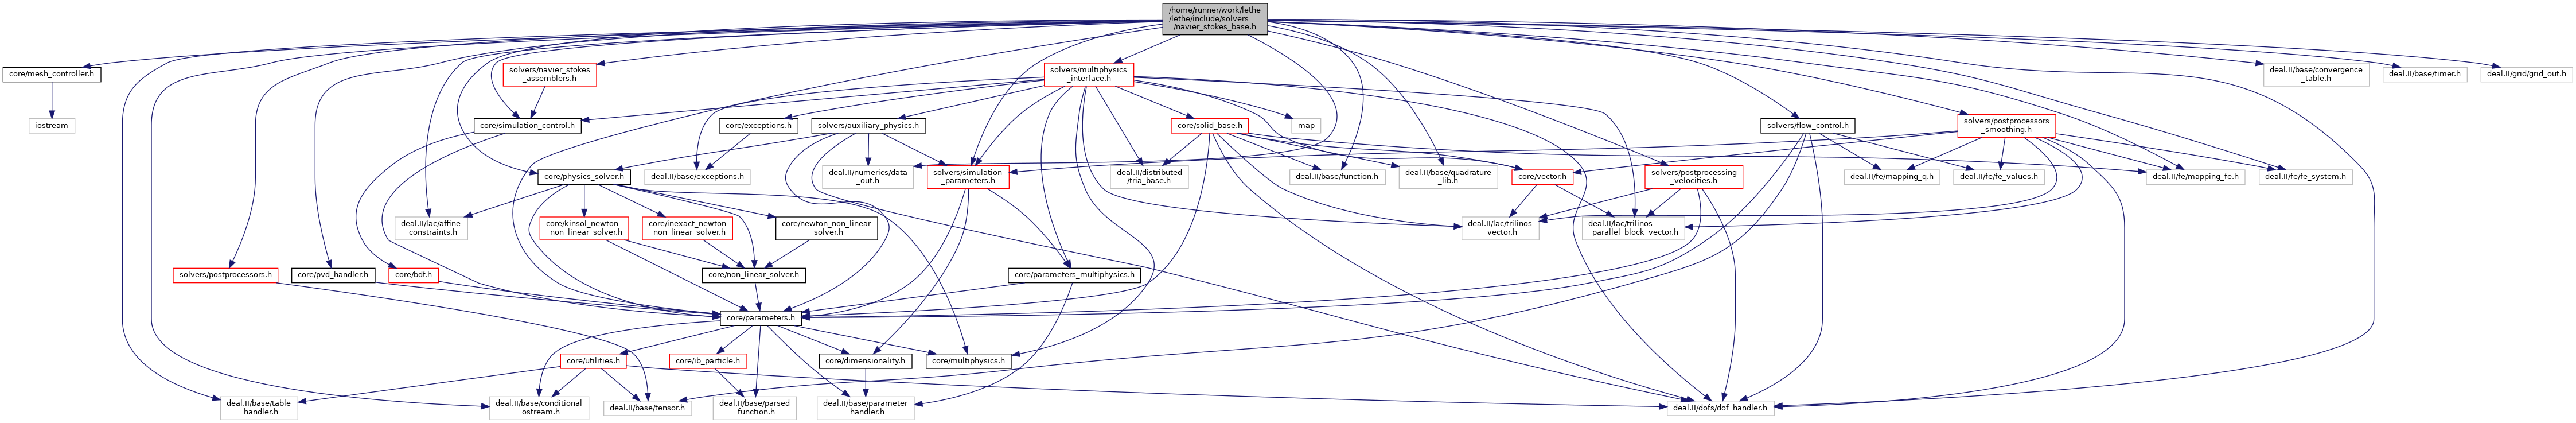 /home/runner/work/lethe
/lethe/include/solvers
/navier_stokes_base.h
core/mesh_controller.h
solvers/navier_stokes
_assemblers.h
solvers/multiphysics
_interface.h
deal.II/base/convergence
_table.h
deal.II/base/timer.h
deal.II/grid/grid_out.h
iostream
core/simulation_control.h
core/exceptions.h
solvers/auxiliary_physics.h
core/solid_base.h
map
solvers/flow_control.h
solvers/postprocessors
_smoothing.h
core/physics_solver.h
deal.II/base/exceptions.h
deal.II/numerics/data
_out.h
solvers/simulation
_parameters.h
deal.II/distributed
/tria_base.h
deal.II/base/function.h
deal.II/base/quadrature
_lib.h
core/vector.h
solvers/postprocessing
_velocities.h
deal.II/fe/mapping_q.h
deal.II/fe/fe_values.h
deal.II/fe/mapping_fe.h
deal.II/fe/fe_system.h
deal.II/lac/affine
_constraints.h
core/kinsol_newton
_non_linear_solver.h
core/inexact_newton
_non_linear_solver.h
core/newton_non_linear
_solver.h
deal.II/lac/trilinos
_vector.h
deal.II/lac/trilinos
_parallel_block_vector.h
solvers/postprocessors.h
core/pvd_handler.h
core/bdf.h
core/non_linear_solver.h
core/parameters_multiphysics.h
core/parameters.h
core/utilities.h
core/ib_particle.h
core/dimensionality.h
core/multiphysics.h
deal.II/base/table
_handler.h
deal.II/base/conditional
_ostream.h
deal.II/base/tensor.h
deal.II/base/parsed
_function.h
deal.II/base/parameter
_handler.h
deal.II/dofs/dof_handler.h